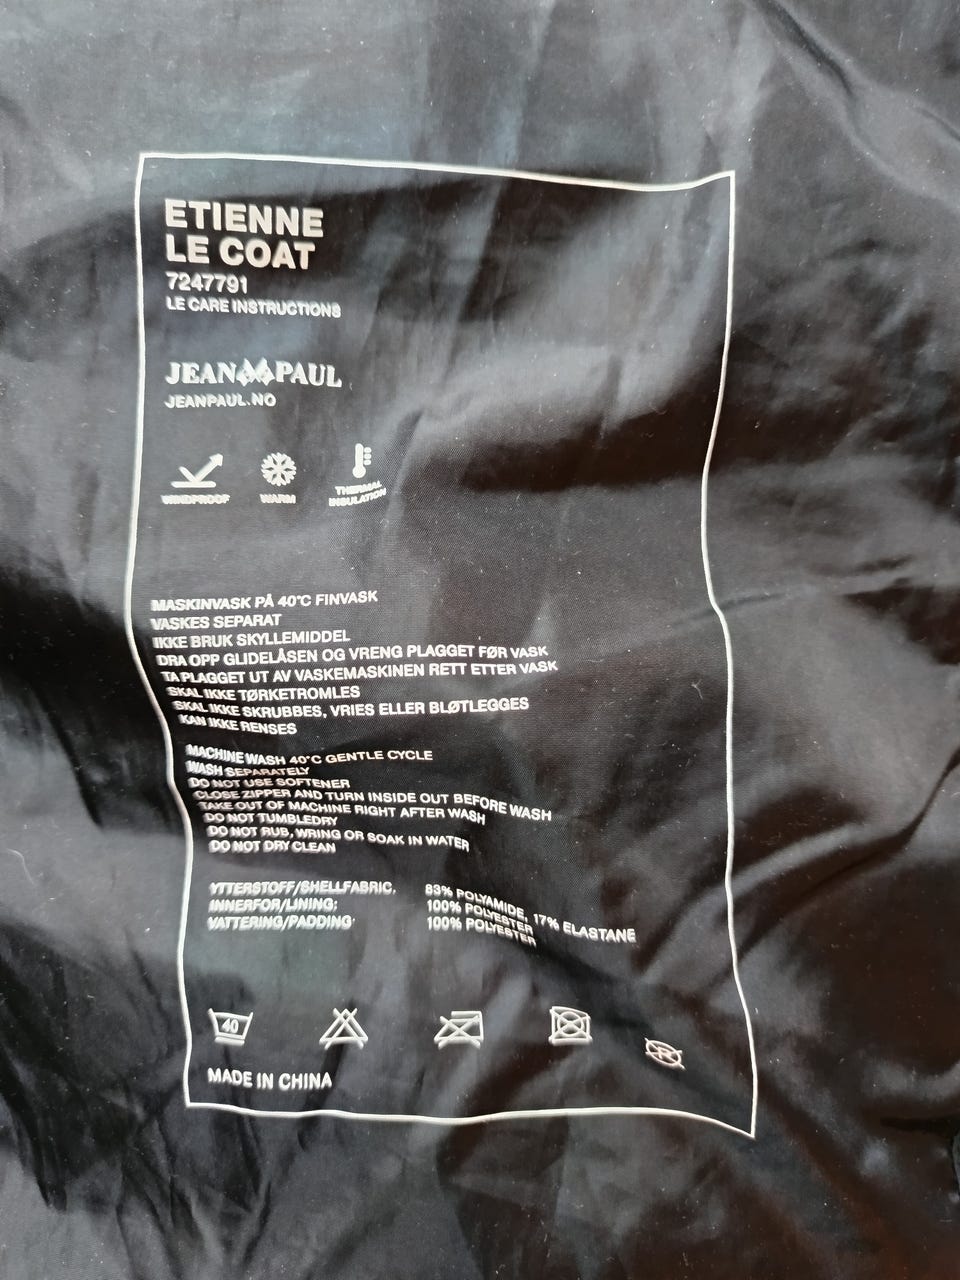 ETIENNE
LE COAT
7247791
LE CARE INSTRUCTIONS
JEAN PAUL
JEANPAUL.NO
WINDPROOF
WARM
THERMAL
INSULATION
MASKINVASK PÅ 40°C FINVASK
VASKES SEPARAT
IKKE BRUK SKYLLEMIDDEL
DRA OPP GLIDELÅSEN OG VRENG PLAGGET FØR VASK
TA PLAGGET UT AV VASKEMASKINEN RETT ETTER VASK
SKAL IKKE TØRKETROMLES
SKAL IKKE SKRUBBES, VRIES ELLER BLØTLEGGES
KAN IKKE RENSES
MACHINE WASH 40°C GENTLE CYCLE
WASH SEPARATELY
DO NOT USE SOFTENER
CLOSE ZIPPER AND TURN INSIDE OUT BEFORE WASH
TAKE OUT OF MACHINE RIGHT AFTER WASH
DO NOT TUMBLEDRY
DO NOT RUB, WRING OR SOAK IN WATER
DO NOT DRY CLEAN
YTTERSTOFF/SHELLFABRIC: 83% POLYAMIDE, 17% ELASTANE
INNERFOR/LINING: 100% POLYESTER
VATTERING/PADDING: 100% POLYESTER
40
R
MADE IN CHINA